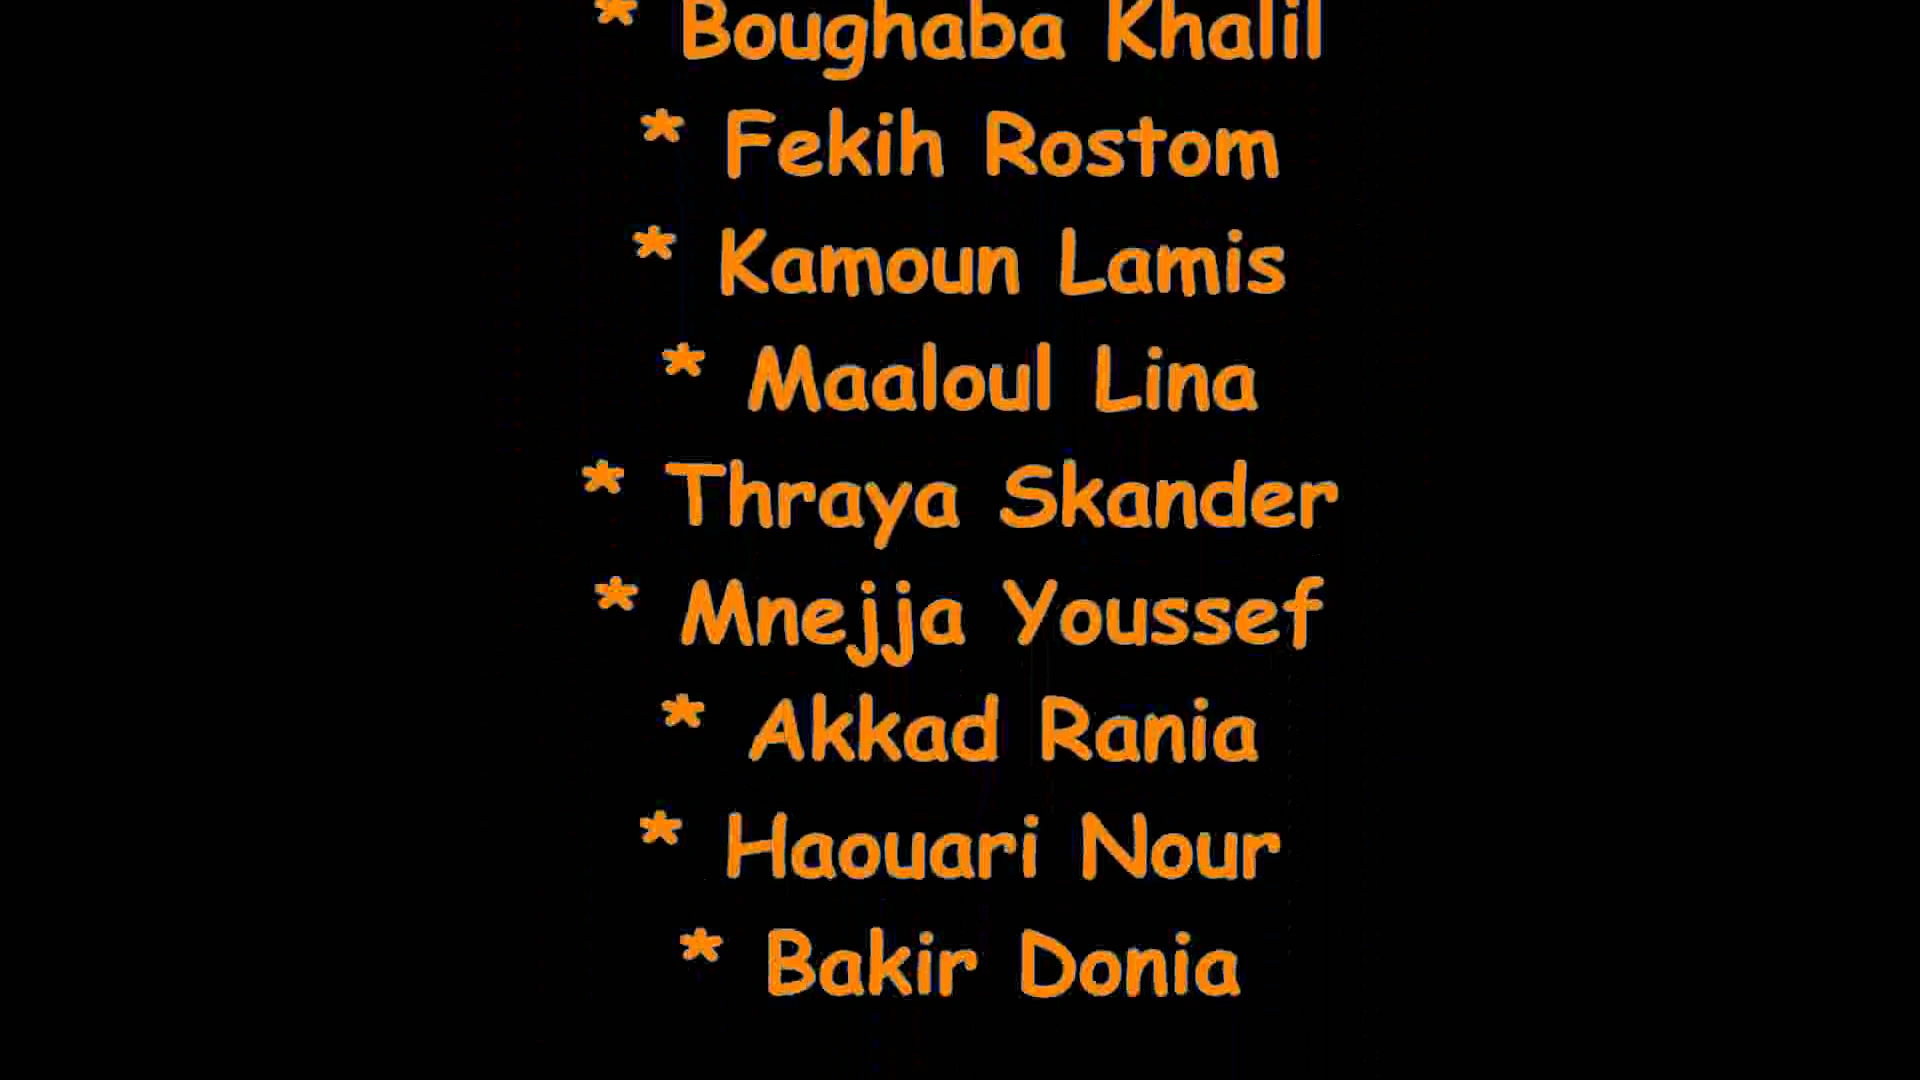 * Boughaba Khalil
* Fekih Rostom
* Kamoun Lamis
* Maaloul Lina
* Thraya Skander
* Mnejja Youssef
* Akkad Rania
* Haouari Nour
* Bakir Donia